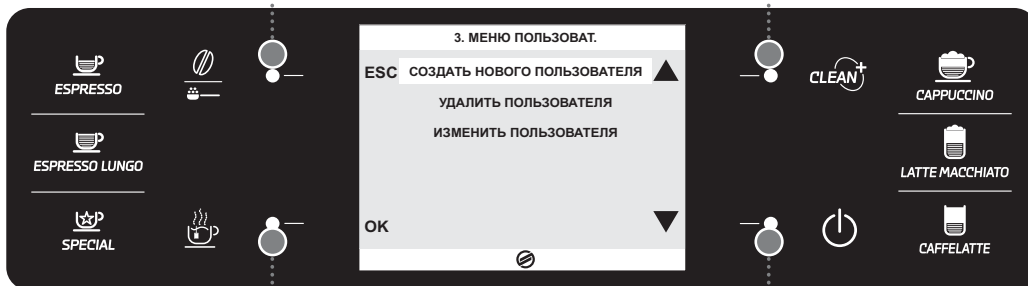 ESPRESSO
ESPRESSO LUNGO
SPECIAL
3. МЕНЮ ПОЛЬЗОВАТ.
ESC
СОЗДАТЬ НОВОГО ПОЛЬЗОВАТЕЛЯ
УДАЛИТЬ ПОЛЬЗОВАТЕЛЯ
ИЗМЕНИТЬ ПОЛЬЗОВАТЕЛЯ
OK
CLEAN+
CAPPUCCINO
LATTE MACCHIATO
CAFFELATTE